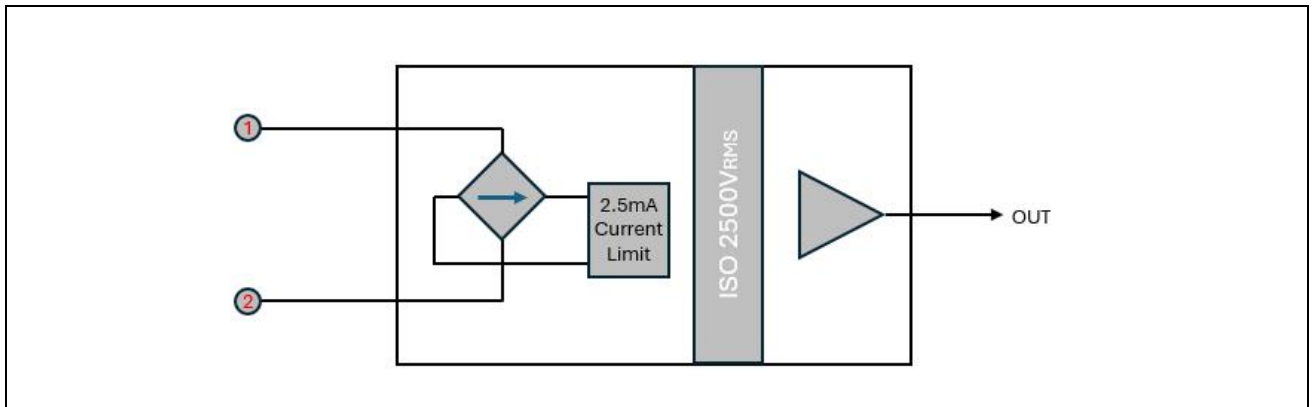 1
2.5mA
Current
Limit
ISO 2500VRMS
OUT
2